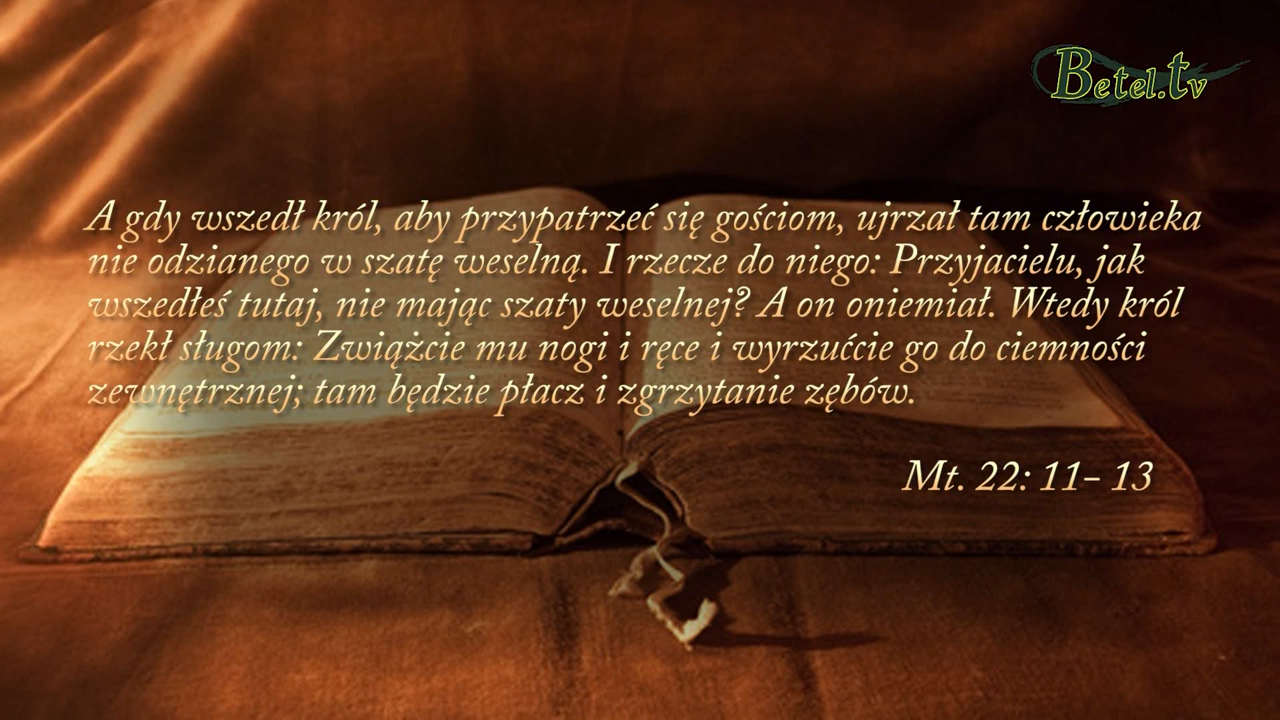 Betel.tv
A gdy wszedł król, aby przypatrzeć się gościom, ujrzał tam człowieka
nie odzianego w szatę weselną. I rzecze do niego: Przyjacielu, jak
wszedłeś tutaj, nie mając szaty weselnej? A on oniemiał. Wtedy król
rzekł sługom: Zwiążcie mu nogi i ręce i wyrzućcie go do ciemności
zewnętrznej; tam będzie płacz i zgrzytanie zębów.
Mt. 22: 11- 13